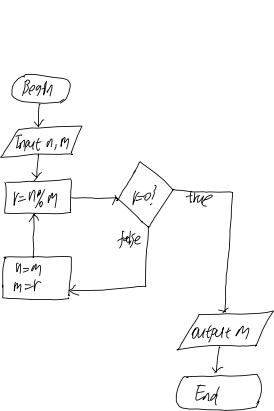 Begin
Input n, m
r=n%m
r=0?
true
false
n=m
m=r
output m
End